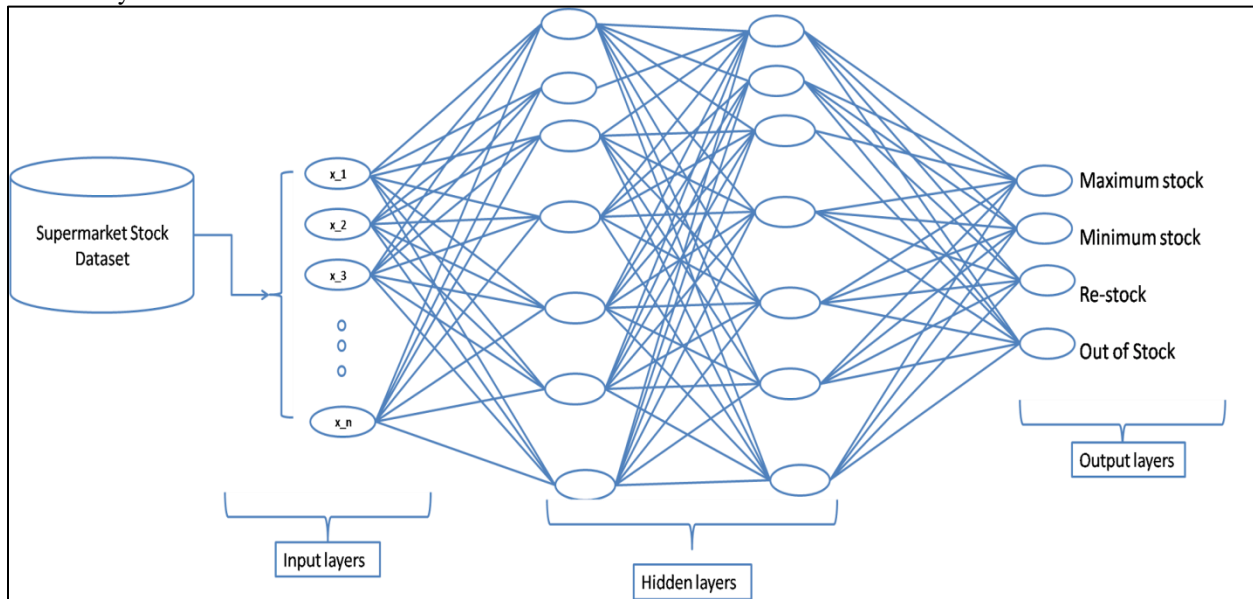 Supermarket Stock
Dataset
x_1
x_2
x_3
x_n
Maximum stock
Minimum stock
Re-stock
Out of Stock
Input layers
Hidden layers
Output layers